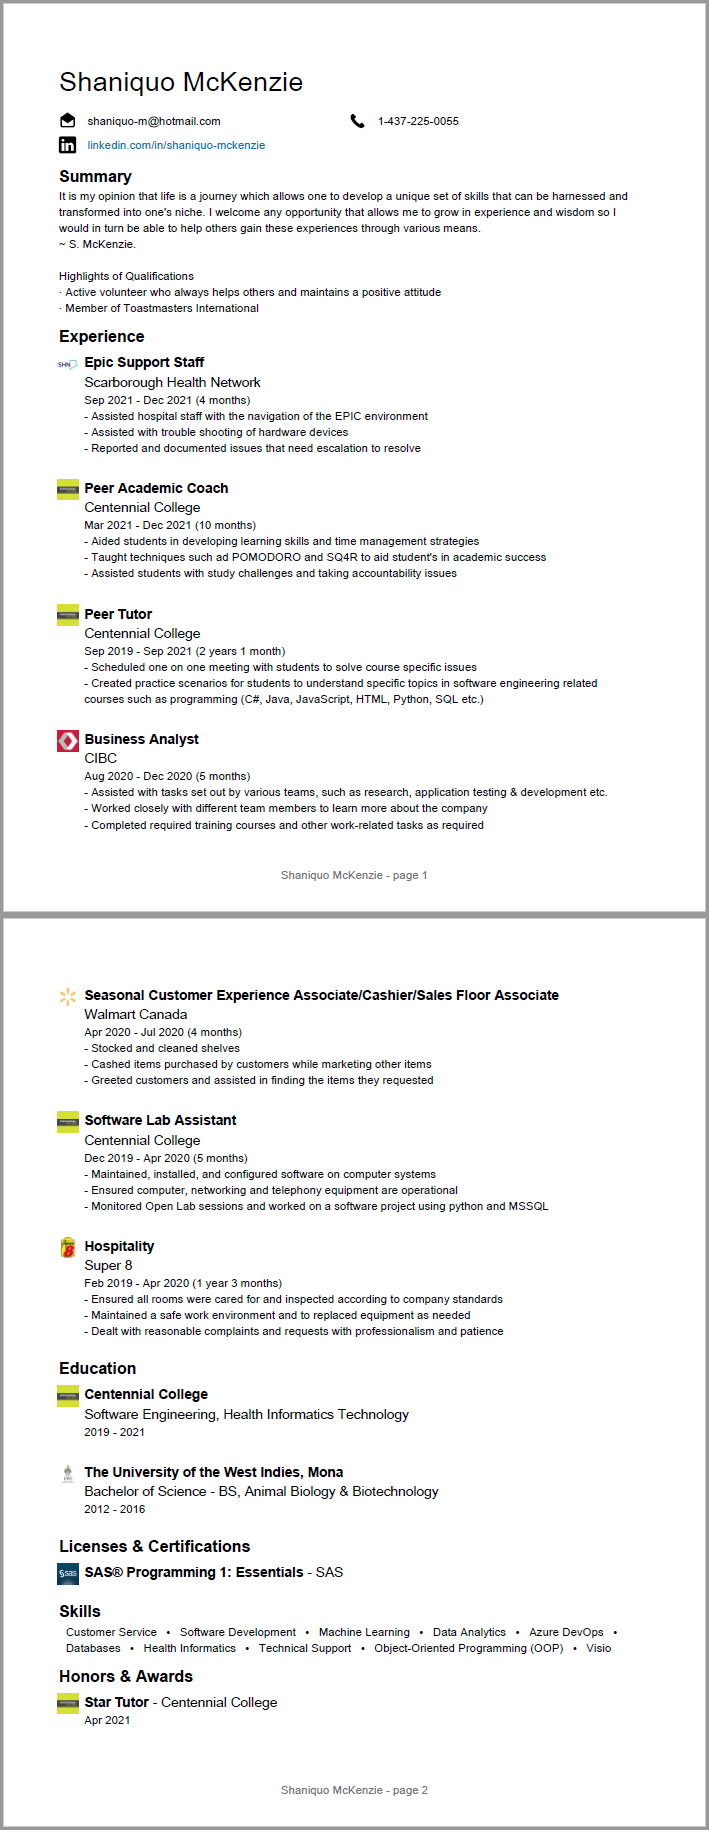 Shaniquo McKenzie
shaniquo-m@hotmail.com 1-437-225-0055
linkedin.com/in/shaniquo-mckenzie
Summary
It is my opinion that life is a journey which allows one to develop a unique set of skills that can be harnessed and
transformed into one's niche. I welcome any opportunity that allows me to grow in experience and wisdom so I
would in turn be able to help others gain these experiences through various means.
~ S. McKenzie.
Highlights of Qualifications
· Active volunteer who always helps others and maintains a positive attitude
· Member of Toastmasters International
Experience
SHN Epic Support Staff
Scarborough Health Network
Sep 2021 - Dec 2021 (4 months)
- Assisted hospital staff with the navigation of the EPIC environment
- Assisted with trouble shooting of hardware devices
- Reported and documented issues that need escalation to resolve
Peer Academic Coach
Centennial College
Mar 2021 - Dec 2021 (10 months)
- Aided students in developing learning skills and time management strategies
- Taught techniques such ad POMODORO and SQ4R to aid student's in academic success
- Assisted students with study challenges and taking accountability issues
Peer Tutor
Centennial College
Sep 2019 - Sep 2021 (2 years 1 month)
- Scheduled one on one meeting with students to solve course specific issues
- Created practice scenarios for students to understand specific topics in software engineering related
courses such as programming (C#, Java, JavaScript, HTML, Python, SQL etc.)
Business Analyst
CIBC
Aug 2020 - Dec 2020 (5 months)
- Assisted with tasks set out by various teams, such as research, application testing & development etc.
- Worked closely with different team members to learn more about the company
- Completed required training courses and other work-related tasks as required
Shaniquo McKenzie - page 1
Seasonal Customer Experience Associate/Cashier/Sales Floor Associate
Walmart Canada
Apr 2020 - Jul 2020 (4 months)
- Stocked and cleaned shelves
- Cashed items purchased by customers while marketing other items
- Greeted customers and assisted in finding the items they requested
Software Lab Assistant
Centennial College
Dec 2019 - Apr 2020 (5 months)
- Maintained, installed, and configured software on computer systems
- Ensured computer, networking and telephony equipment are operational
- Monitored Open Lab sessions and worked on a software project using python and MSSQL
Hospitality
Super 8
Feb 2019 - Apr 2020 (1 year 3 months)
- Ensured all rooms were cared for and inspected according to company standards
- Maintained a safe work environment and to replaced equipment as needed
- Dealt with reasonable complaints and requests with professionalism and patience
Education
Centennial College
Software Engineering, Health Informatics Technology
2019 - 2021
The University of the West Indies, Mona
Bachelor of Science - BS, Animal Biology & Biotechnology
2012 - 2016
Licenses & Certifications
sas SAS® Programming 1: Essentials - SAS
Skills
Customer Service • Software Development • Machine Learning • Data Analytics • Azure DevOps •
Databases • Health Informatics • Technical Support • Object-Oriented Programming (OOP) • Visio
Honors & Awards
Star Tutor - Centennial College
Apr 2021
Shaniquo McKenzie - page 2